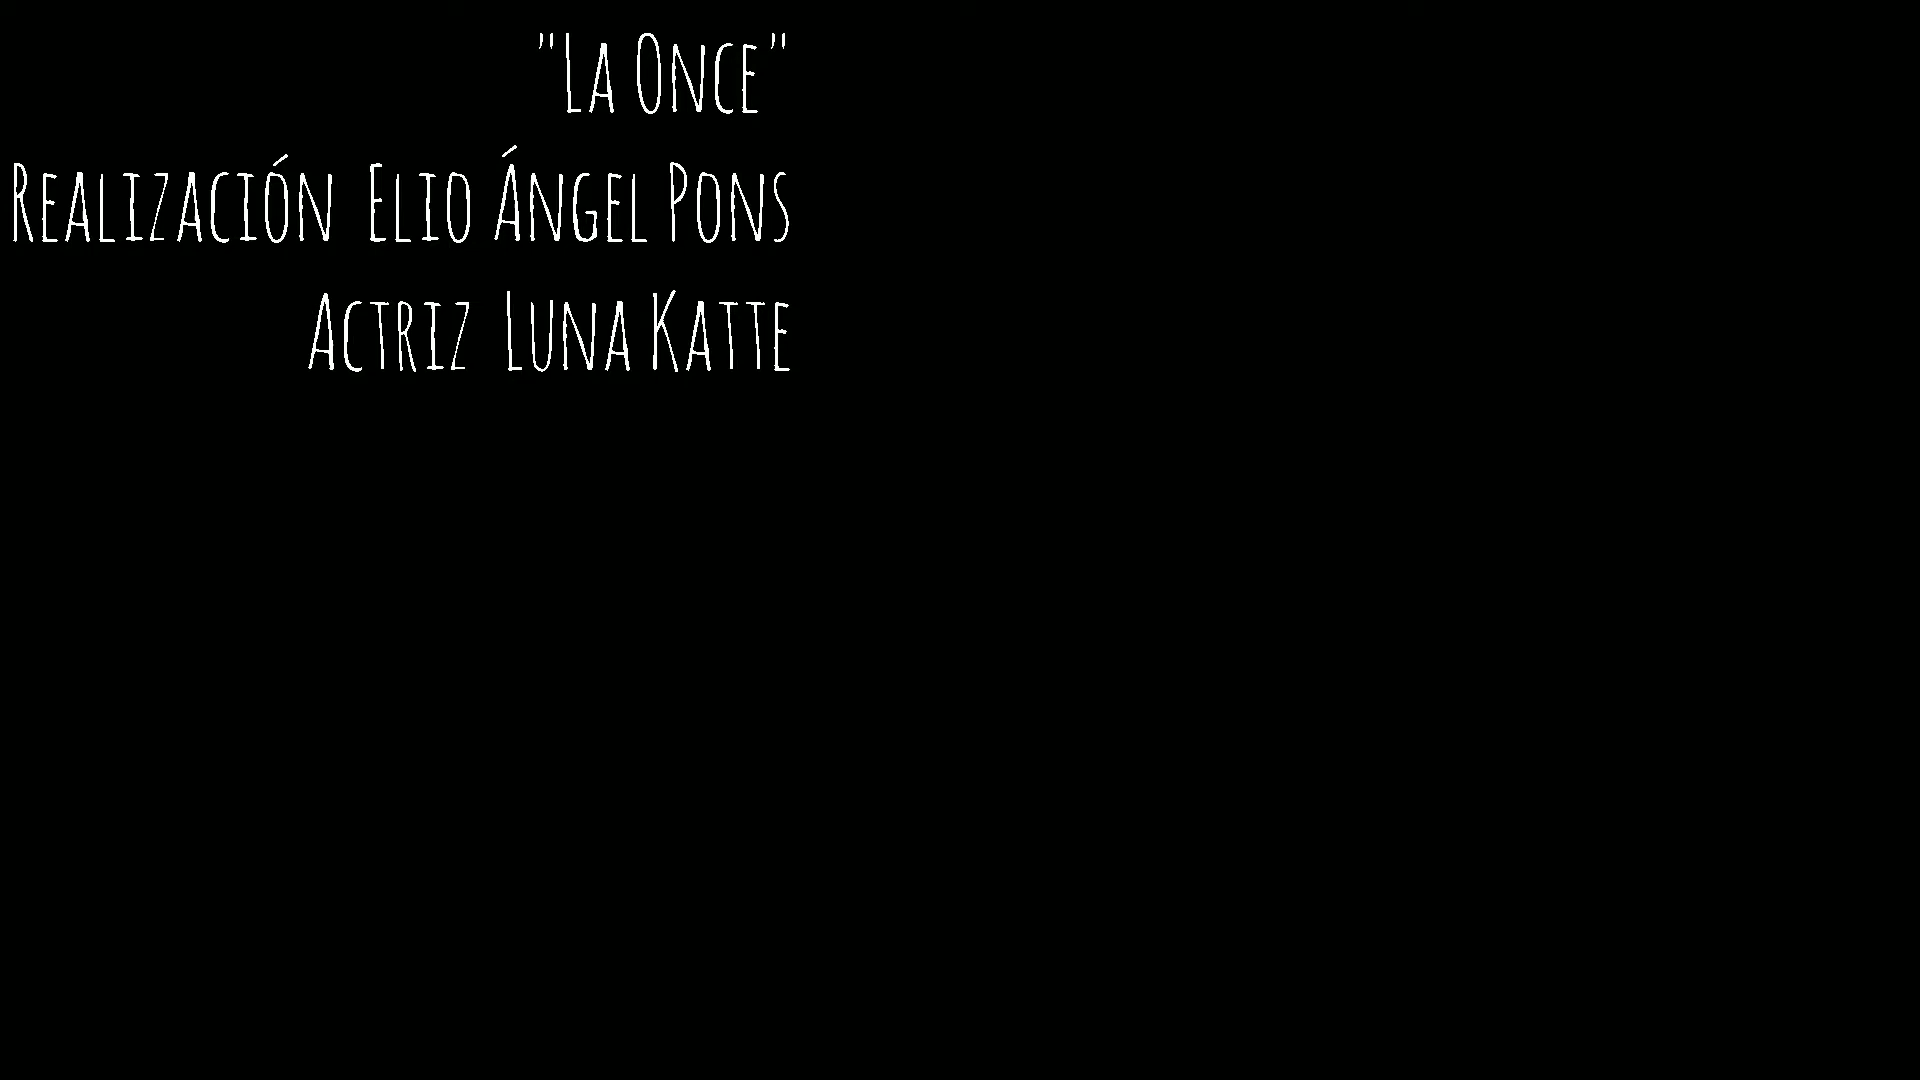 "La Once"
Realización Elio Ángel Pons
Actriz Luna Katte